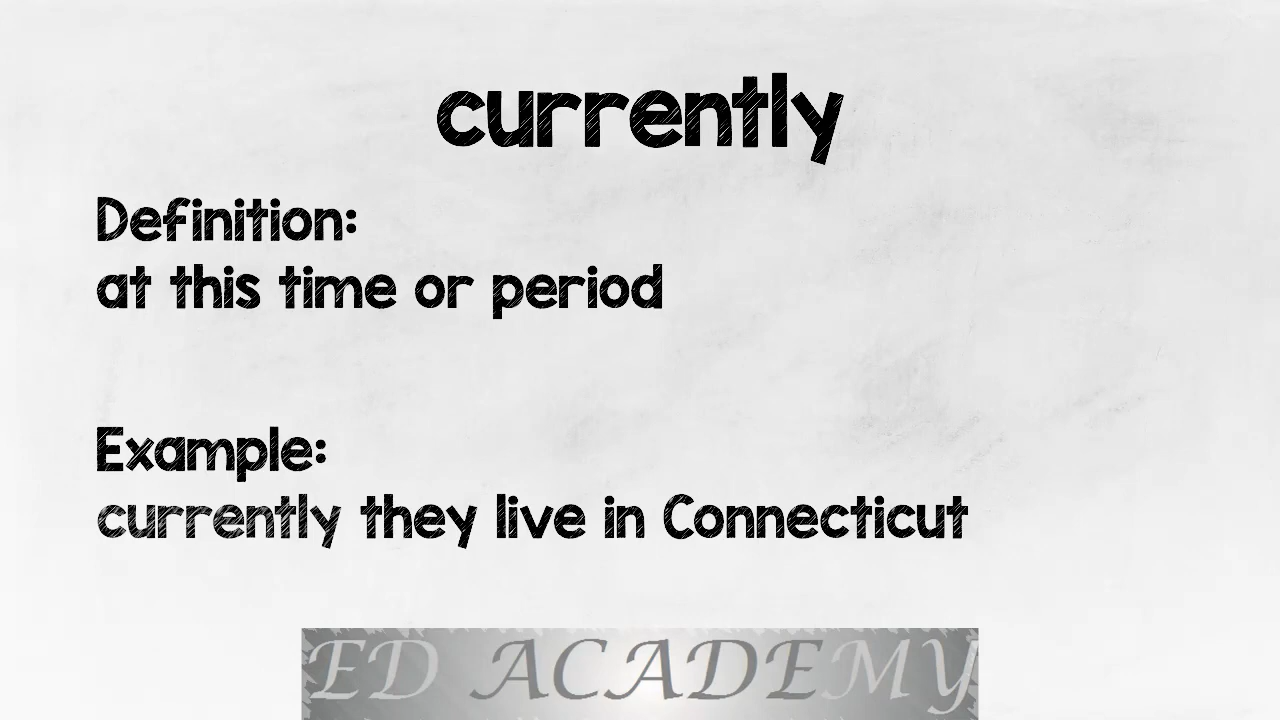 currently
Definition:
at this time or period
Example:
currently they live in Connecticut
ED ACADEMY